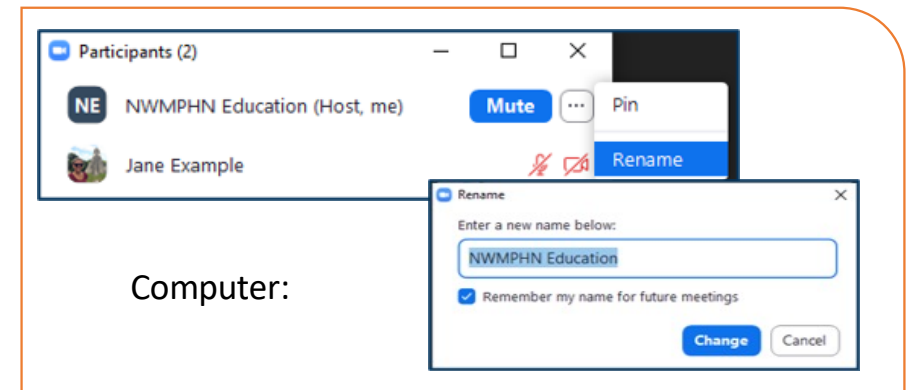 Participants (2)
NE NWMPHN Education (Host, me) Mute ... Pin
Jane Example Rename
Rename
Enter a new name below:
NWMPHN Education
Computer:
Remember my name for future meetings
Change Cancel